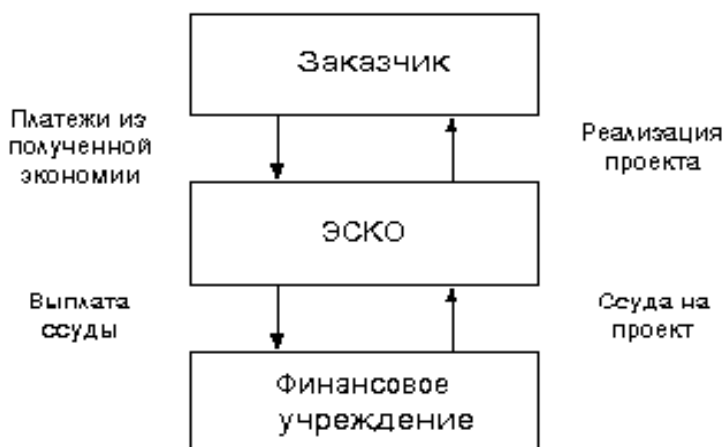 Заказчик
Платежи из
полученной
экономии
Реализация
проекта
ЭСКО
Выплата
ссуды
Ссуда на
проект
Финансовое
учреждение